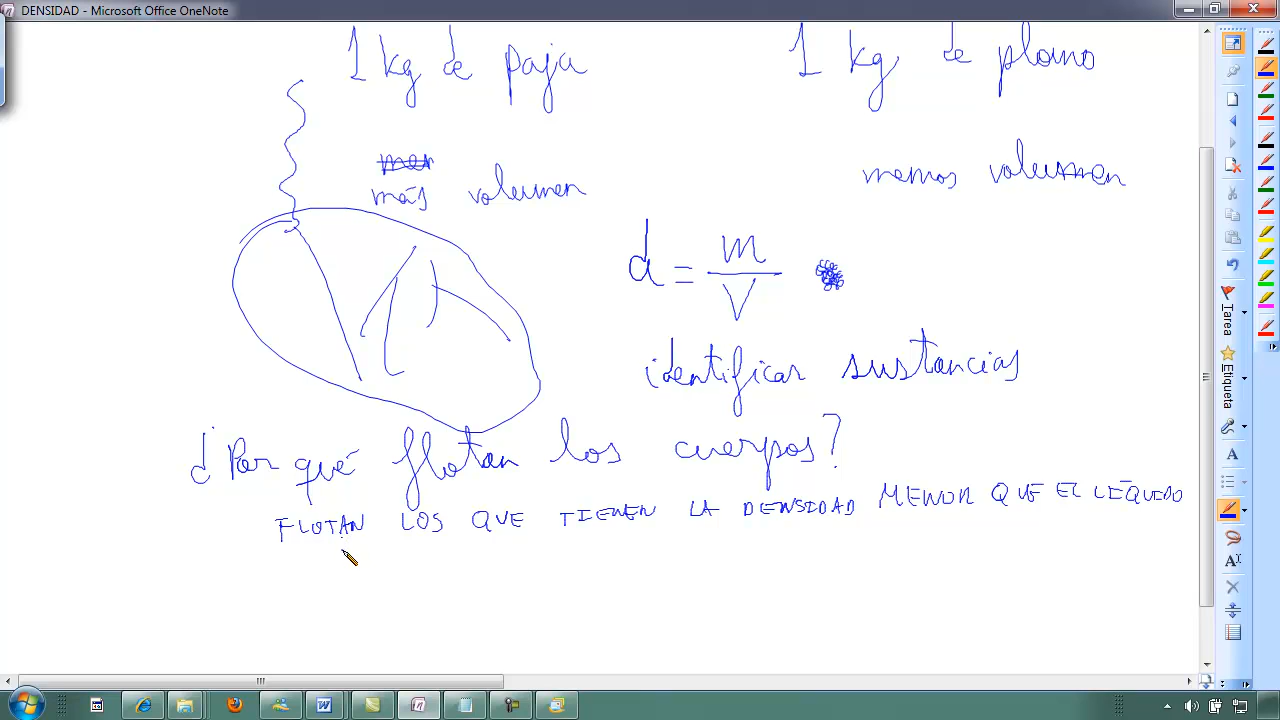 DENSIDAD - Microsoft Office OneNote
1 kg de paja
1 kg de plomo
más volumen
menos volumen
d = m / V
identificar sustancias
¿Por qué flotan los cuerpos?
FLOTAN LOS QUE TIENEN LA DENSIDAD MENOR QUE EL LÍQUIDO
Tarea
Etiqueta